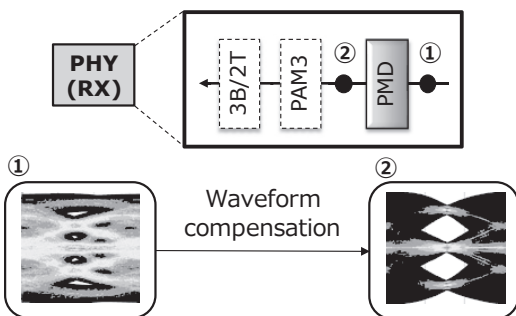 PHY
(RX)
3B/2T
PAM3
②
PMD
①
①
Waveform
compensation
②